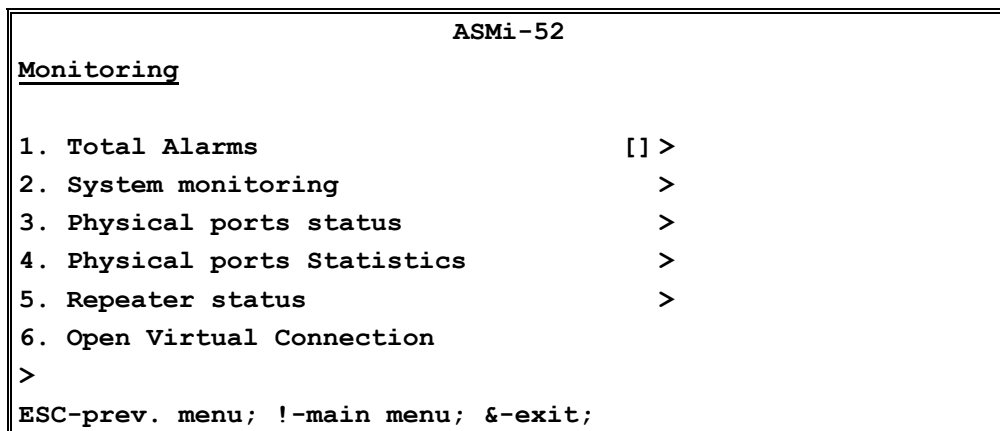 ASMi-52
Monitoring
1. Total Alarms []>
2. System monitoring >
3. Physical ports status >
4. Physical ports Statistics >
5. Repeater status >
6. Open Virtual Connection
>
ESC-prev. menu; !-main menu; &-exit;